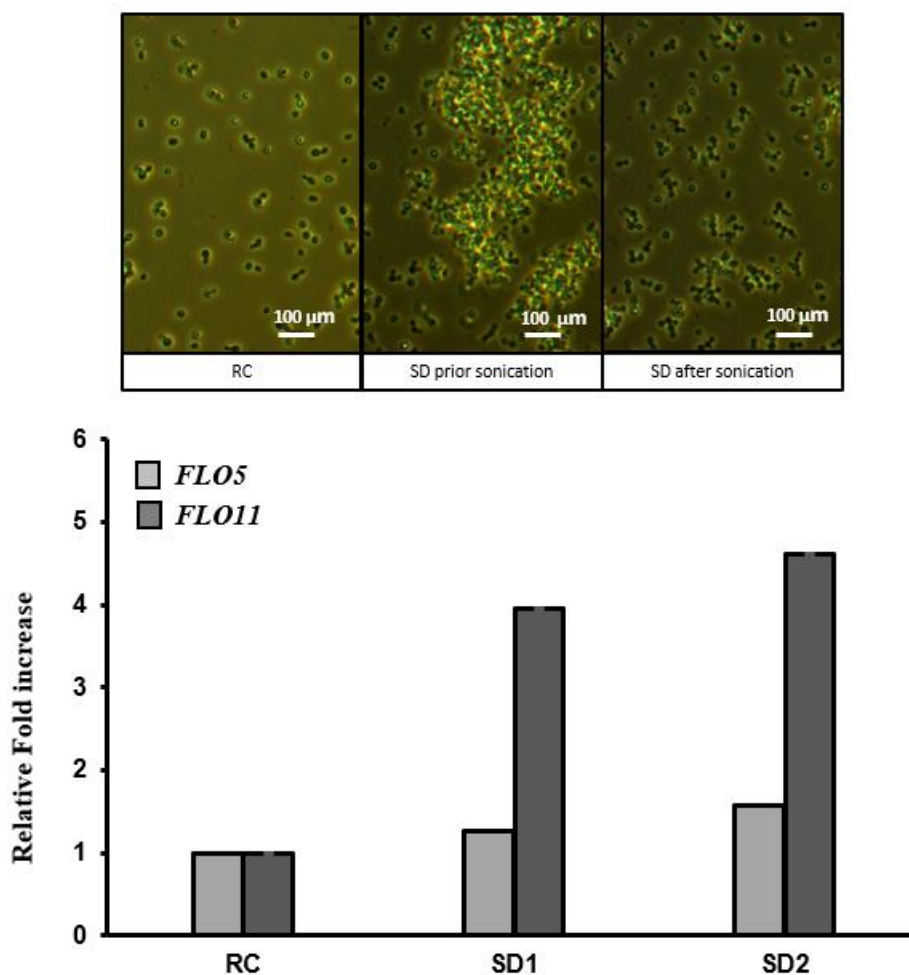 100 µm
100 µm
100 µm
RC
SD prior sonication
SD after sonication
6
FLO5
FLO11
5
4
3
2
1
0
Relative Fold increase
RC
SD1
SD2